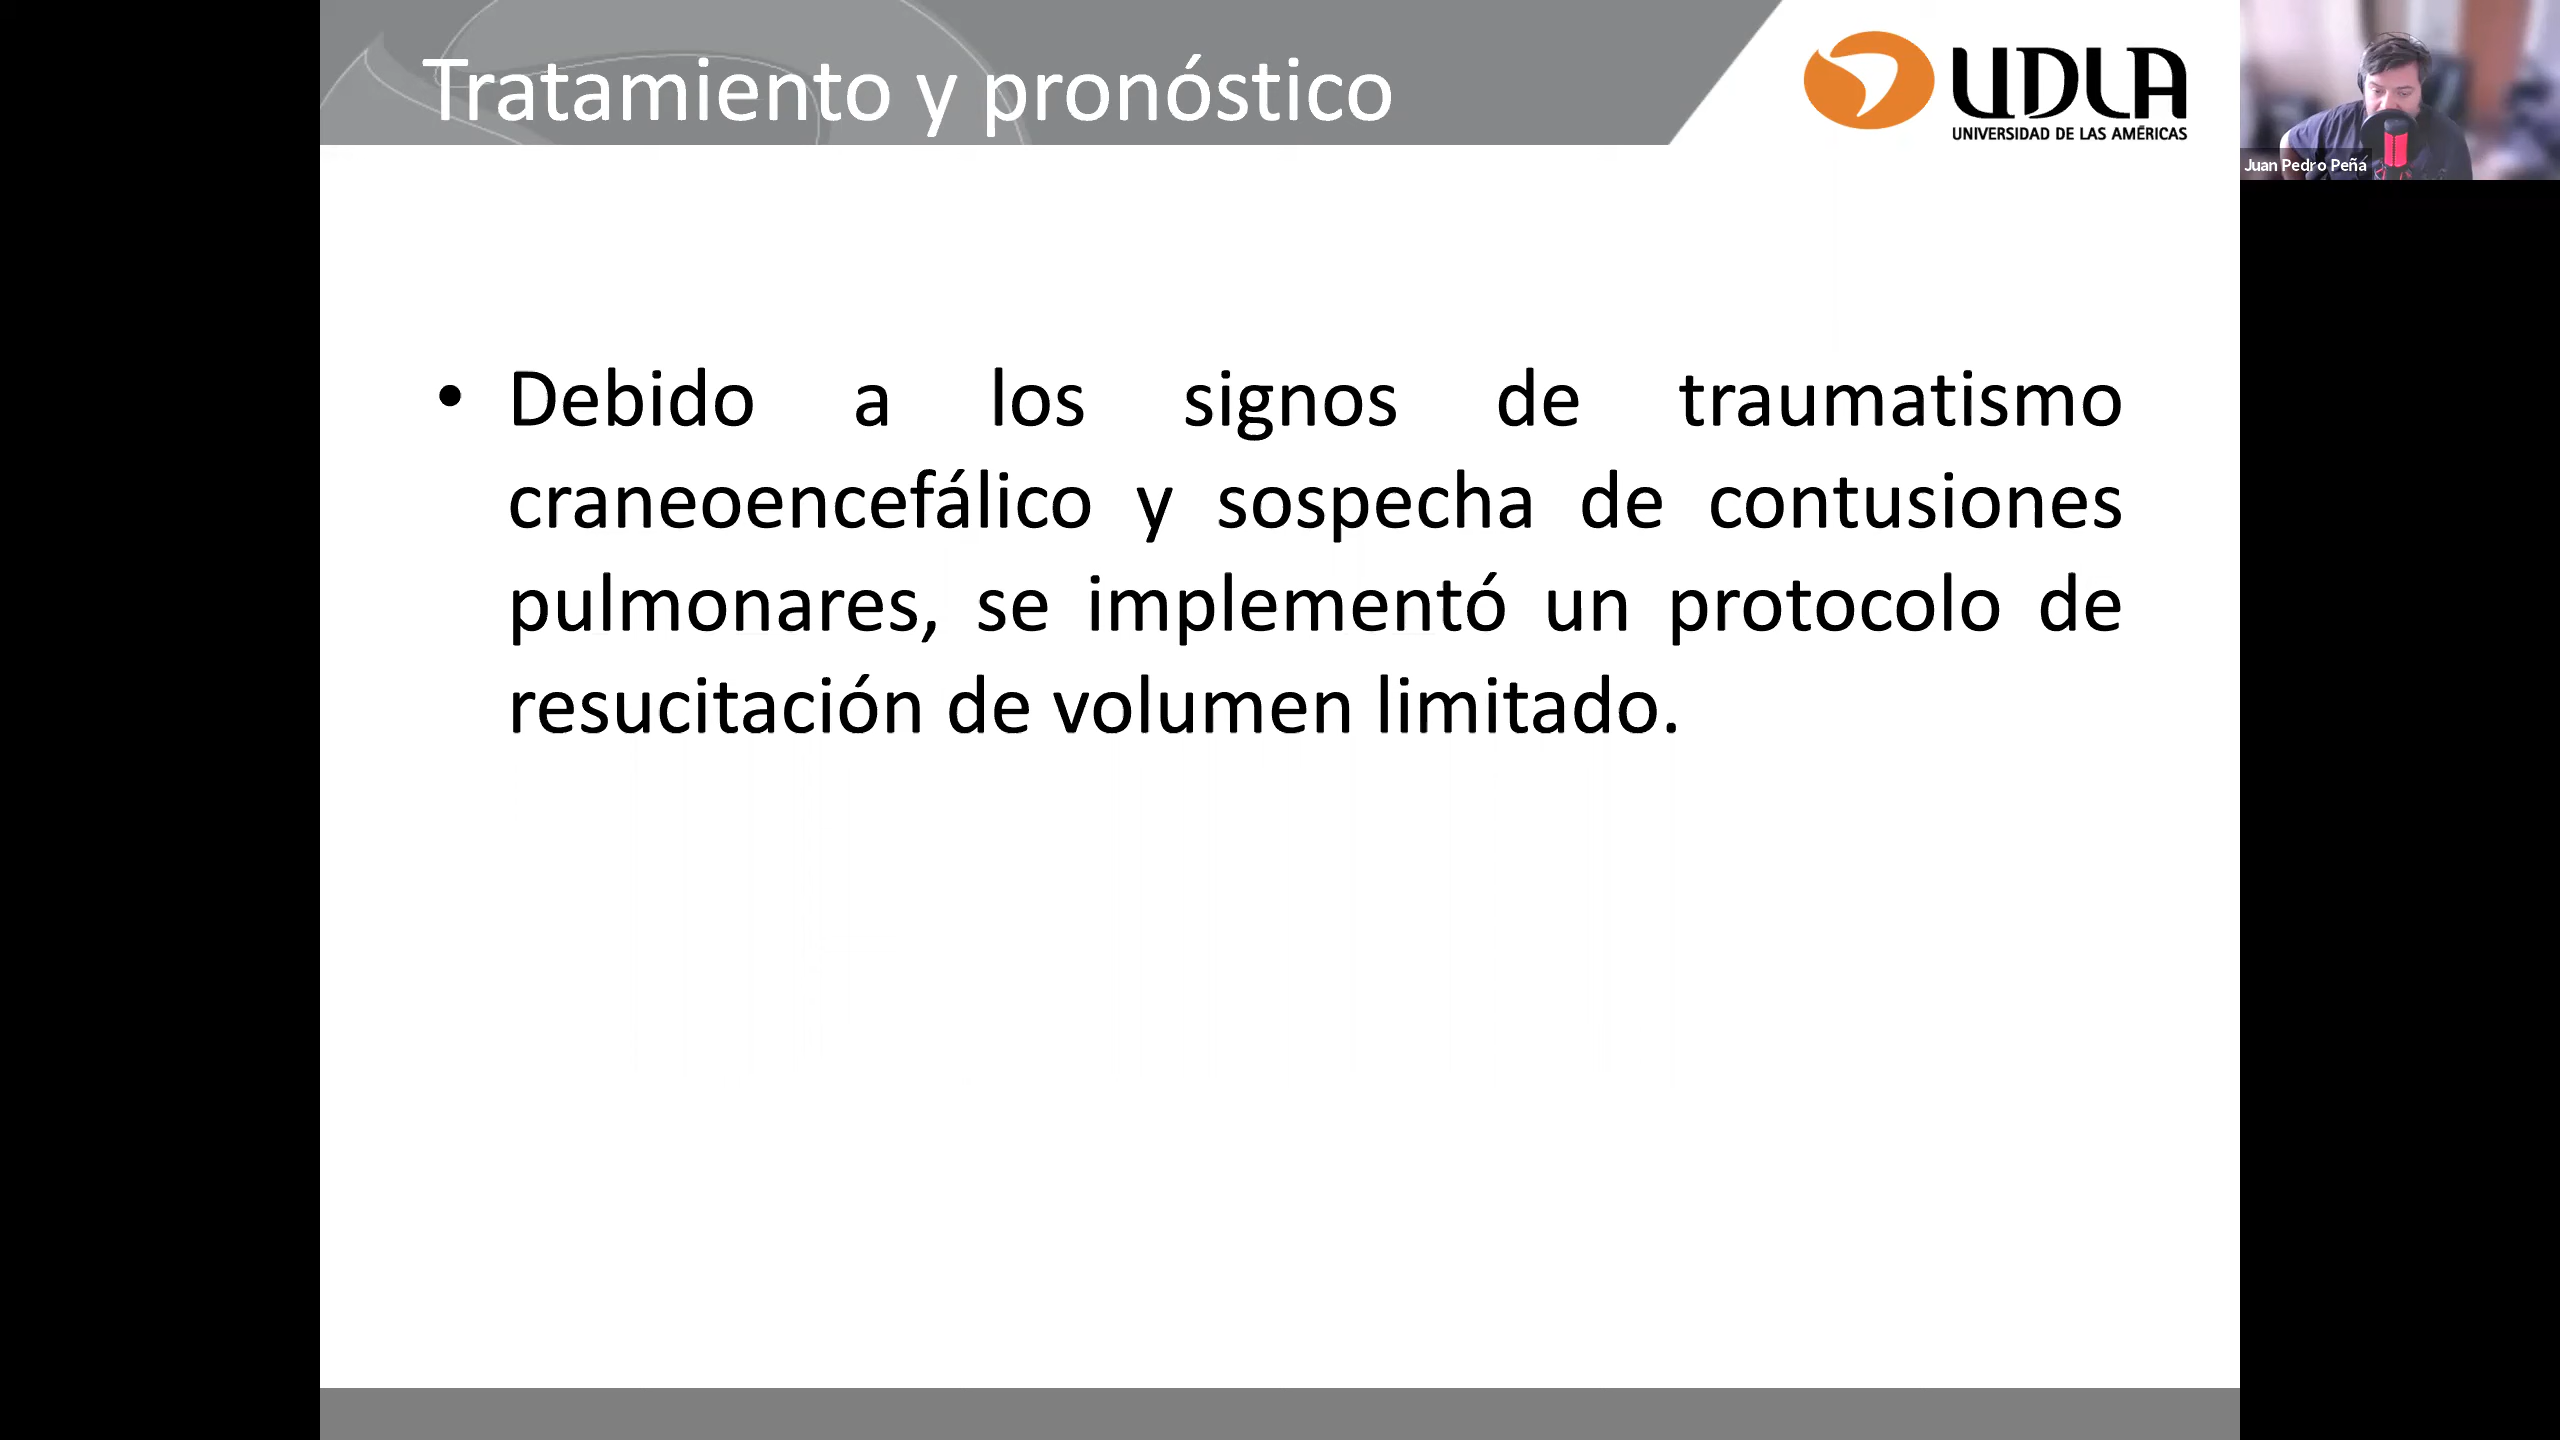 Tratamiento y pronóstico
UDLA
UNIVERSIDAD DE LAS AMÉRICAS
Juan Pedro Peña
• Debido a los signos de traumatismo
craneoencefálico y sospecha de contusiones
pulmonares, se implementó un protocolo de
resucitación de volumen limitado.